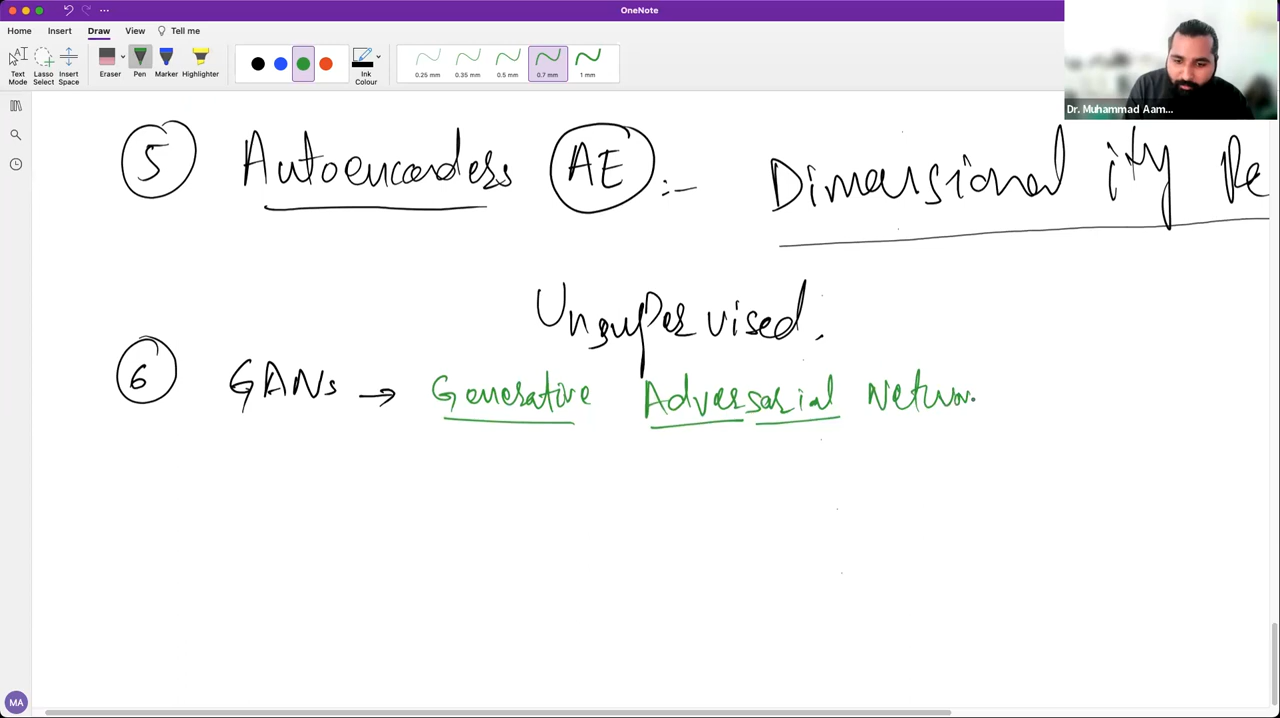 OneNote
Home Insert Draw View Tell me
Text Mode Lasso Select Insert Space Eraser Pen Marker Highlighter Ink Colour 0.25 mm 0.35 mm 0.5 mm 0.7 mm 1 mm
Dr. Muhammad Aam...
5 Autoencoders AE :- Dimensionality Re
Unsupervised.
6 GANs → Generative Adversarial Networ
MA